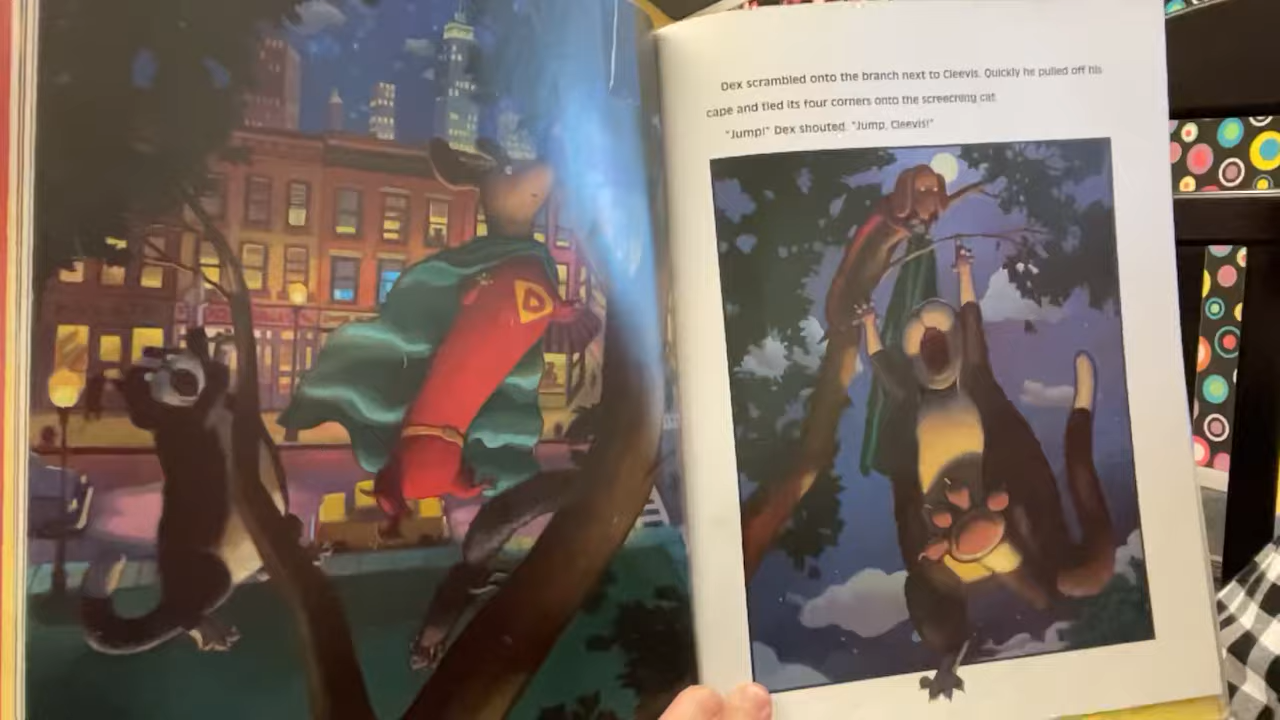 Dex scrambled onto the branch next to Cleevis. Quickly he pulled off his
cape and tied its four corners onto the screeching cat.
"Jump!" Dex shouted. "Jump, Cleevis!"
D